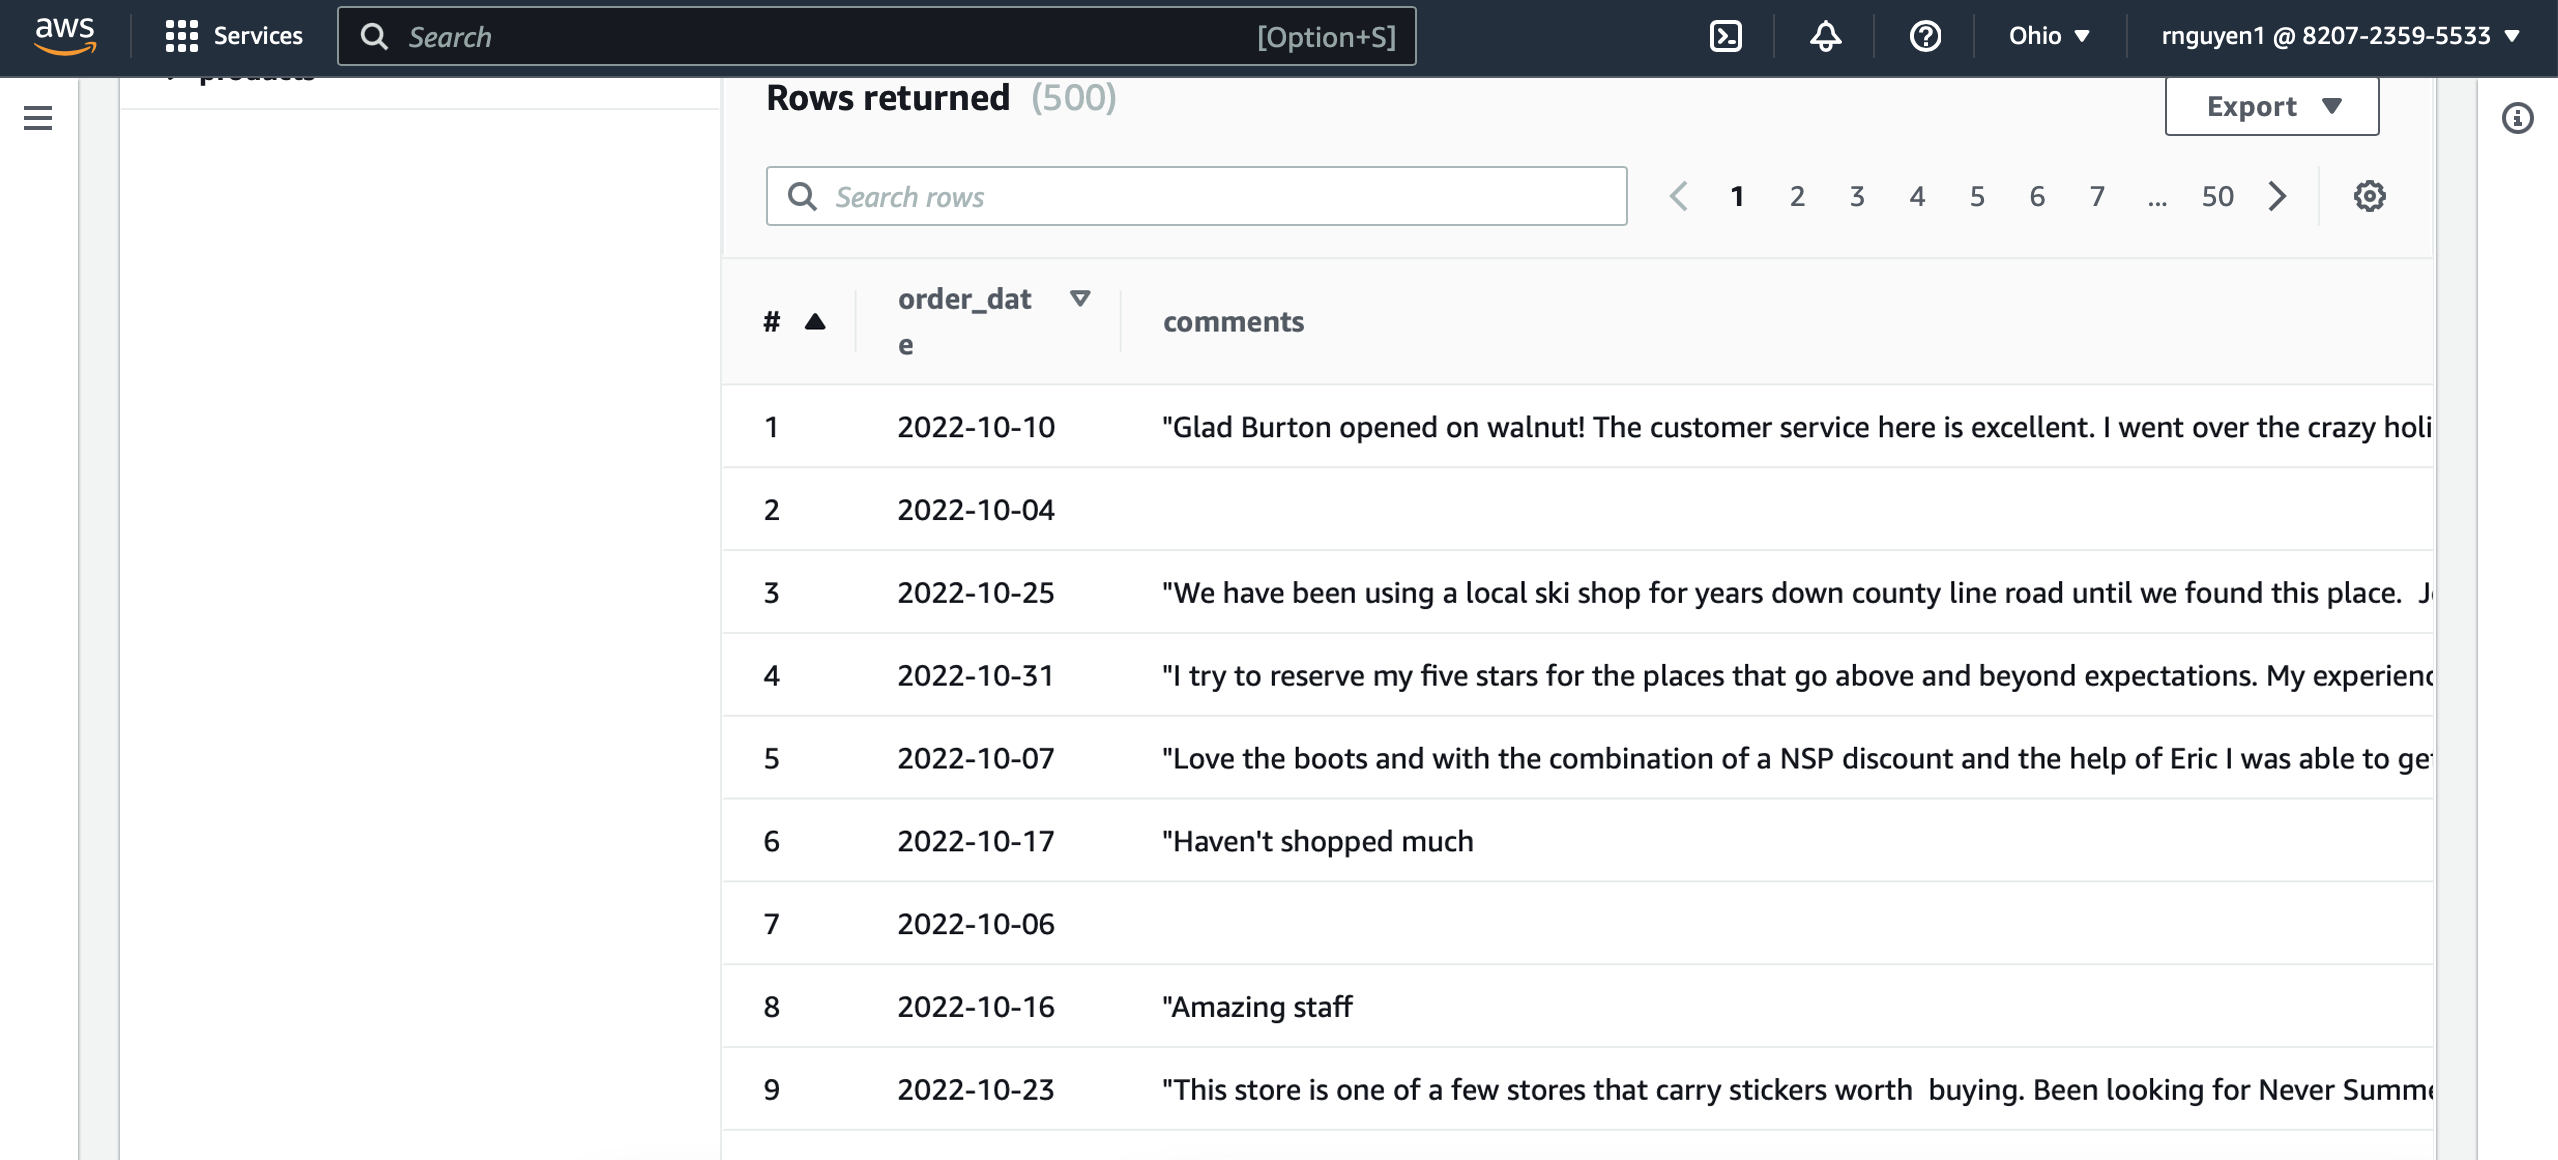 aws Services Search [Option+S] Ohio rnguyen1 @ 8207-2359-5533
products
Rows returned (500) Export
Search rows 1 2 3 4 5 6 7 ... 50
# order_dat
e comments
1 2022-10-10 "Glad Burton opened on walnut! The customer service here is excellent. I went over the crazy holi
2 2022-10-04
3 2022-10-25 "We have been using a local ski shop for years down county line road until we found this place.  J
4 2022-10-31 "I try to reserve my five stars for the places that go above and beyond expectations. My experienc
5 2022-10-07 "Love the boots and with the combination of a NSP discount and the help of Eric I was able to get
6 2022-10-17 "Haven't shopped much
7 2022-10-06
8 2022-10-16 "Amazing staff
9 2022-10-23 "This store is one of a few stores that carry stickers worth  buying. Been looking for Never Summe